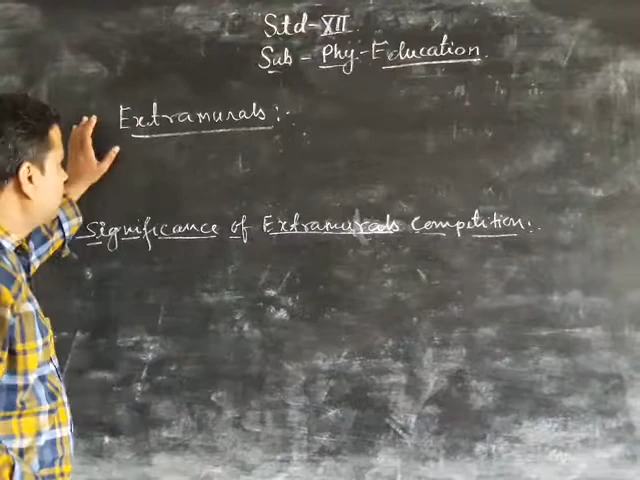 Std-XII
Sub - Phy-Education
Extramurals:-
Significance of Extramurals Competition:-